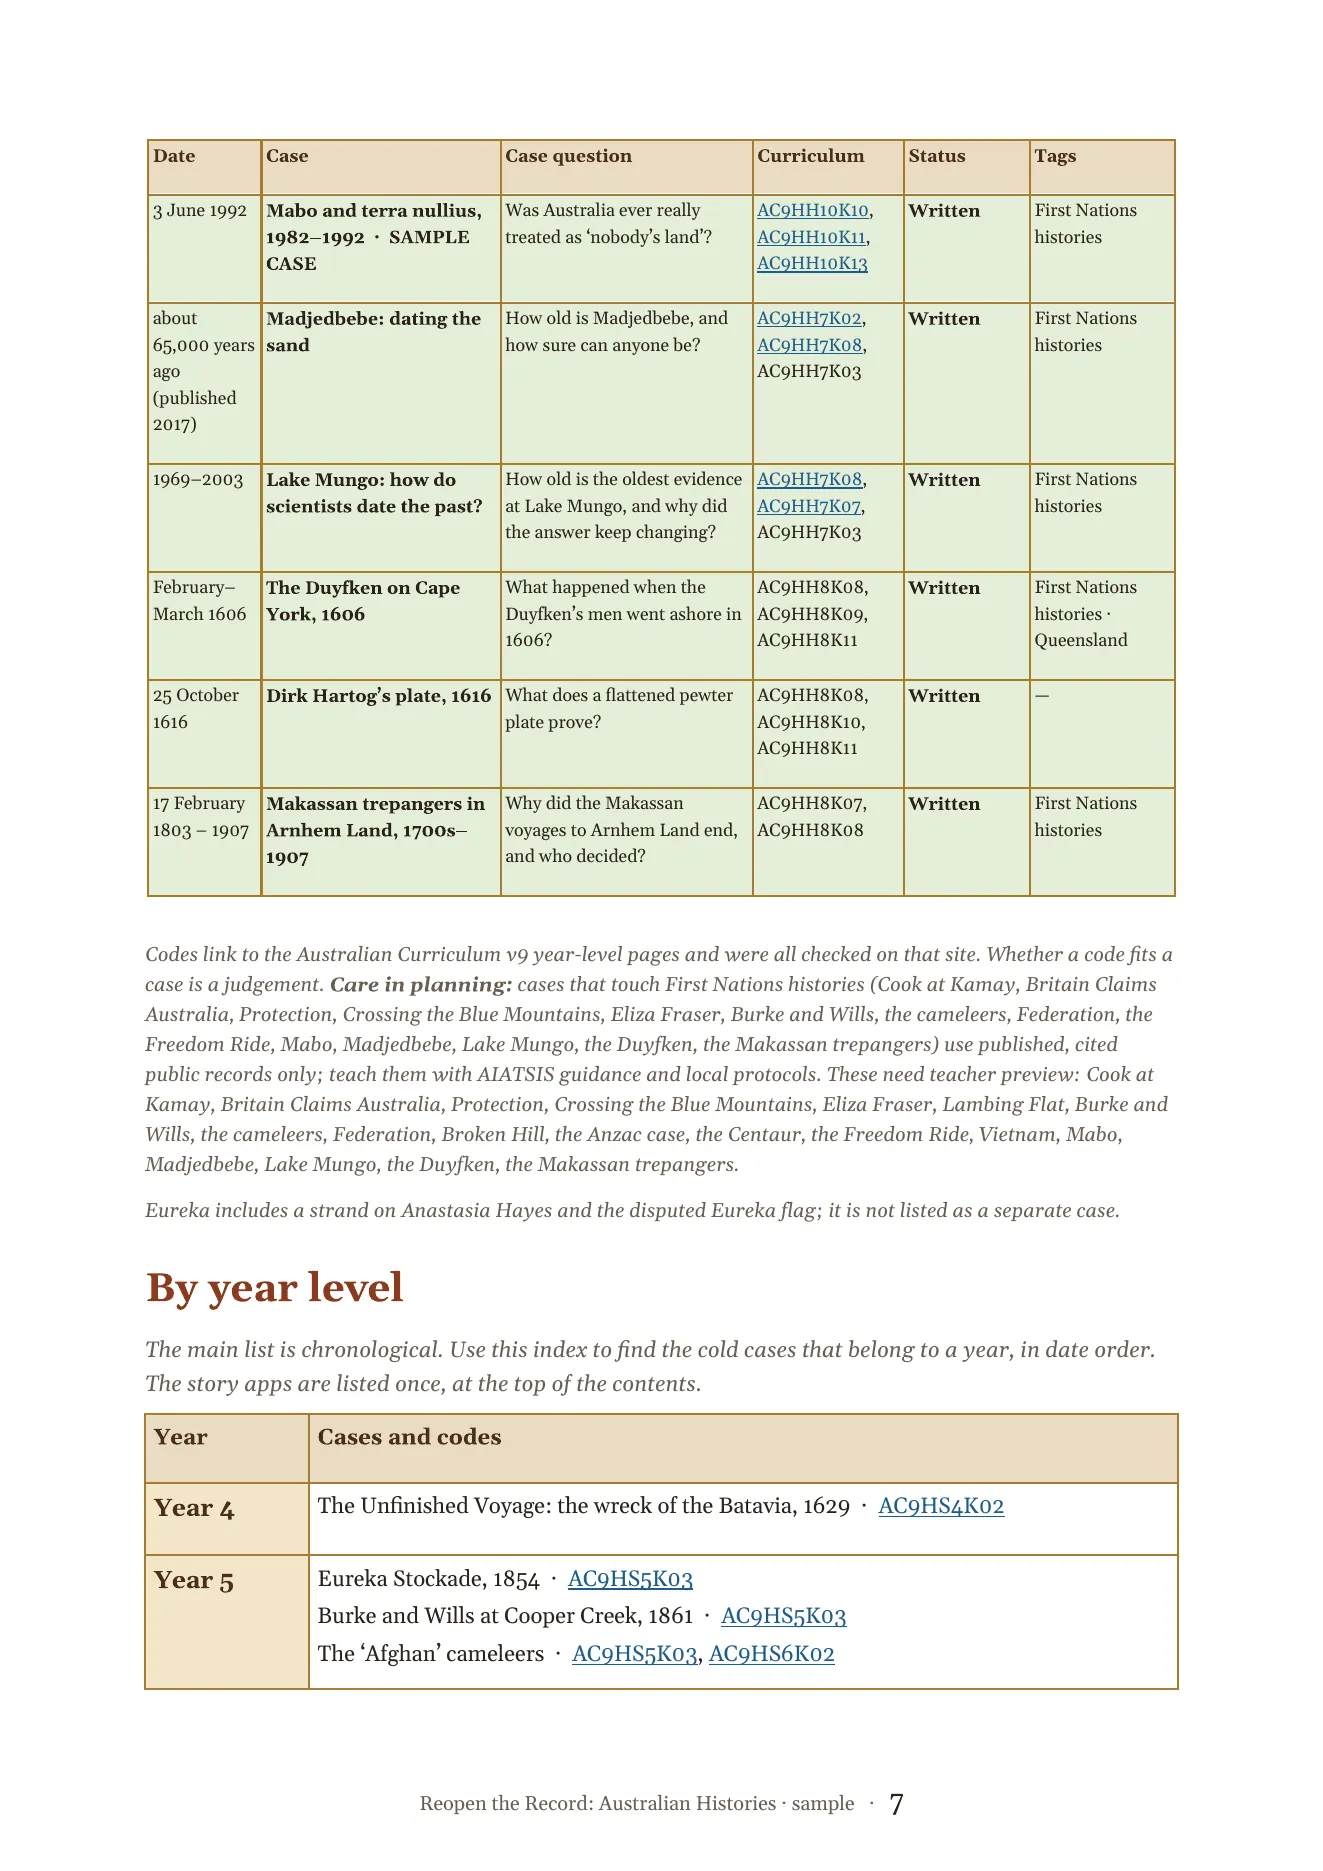 Date Case Case question Curriculum Status Tags
3 June 1992 Mabo and terra nullius, Was Australia ever really AC9HH10K10, Written First Nations
1982–1992 · SAMPLE treated as ‘nobody’s land’? AC9HH10K11, histories
CASE AC9HH10K13
about Madjedbebe: dating the How old is Madjedbebe, and AC9HH7K02, Written First Nations
65,000 years sand how sure can anyone be? AC9HH7K08, histories
ago AC9HH7K03
(published
2017)
1969–2003 Lake Mungo: how do How old is the oldest evidence AC9HH7K08, Written First Nations
scientists date the past? at Lake Mungo, and why did AC9HH7K07, histories
the answer keep changing? AC9HH7K03
February– The Duyfken on Cape What happened when the AC9HH8K08, Written First Nations
March 1606 York, 1606 Duyfken’s men went ashore in AC9HH8K09, histories ·
1606? AC9HH8K11 Queensland
25 October Dirk Hartog’s plate, 1616 What does a flattened pewter AC9HH8K08, Written —
1616 plate prove? AC9HH8K10,
AC9HH8K11
17 February Makassan trepangers in Why did the Makassan AC9HH8K07, Written First Nations
1803 – 1907 Arnhem Land, 1700s– voyages to Arnhem Land end, AC9HH8K08 histories
1907 and who decided?
Codes link to the Australian Curriculum v9 year-level pages and were all checked on that site. Whether a code fits a
case is a judgement. Care in planning: cases that touch First Nations histories (Cook at Kamay, Britain Claims
Australia, Protection, Crossing the Blue Mountains, Eliza Fraser, Burke and Wills, the cameleers, Federation, the
Freedom Ride, Mabo, Madjedbebe, Lake Mungo, the Duyfken, the Makassan trepangers) use published, cited
public records only; teach them with AIATSIS guidance and local protocols. These need teacher preview: Cook at
Kamay, Britain Claims Australia, Protection, Crossing the Blue Mountains, Eliza Fraser, Lambing Flat, Burke and
Wills, the cameleers, Federation, Broken Hill, the Anzac case, the Centaur, the Freedom Ride, Vietnam, Mabo,
Madjedbebe, Lake Mungo, the Duyfken, the Makassan trepangers.
Eureka includes a strand on Anastasia Hayes and the disputed Eureka flag; it is not listed as a separate case.
By year level
The main list is chronological. Use this index to find the cold cases that belong to a year, in date order.
The story apps are listed once, at the top of the contents.
Year Cases and codes
Year 4 The Unfinished Voyage: the wreck of the Batavia, 1629 · AC9HS4K02
Year 5 Eureka Stockade, 1854 · AC9HS5K03
Burke and Wills at Cooper Creek, 1861 · AC9HS5K03
The ‘Afghan’ cameleers · AC9HS5K03, AC9HS6K02
Reopen the Record: Australian Histories · sample · 7